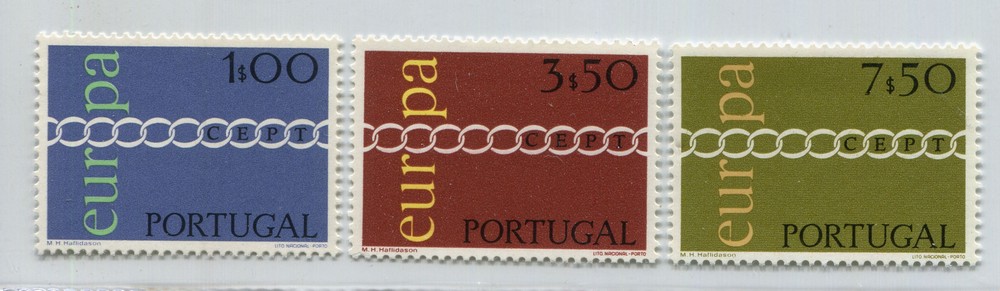 1$00
europa
CEPT
PORTUGAL
M. H. Haflidason
LITO NACIONAL-PORTO
3$50
europa
CEPT
PORTUGAL
M. H. Haflidason
LITO NACIONAL-PORTO
7$50
europa
CEPT
PORTUGAL
M. H. Haflidason
LITO NACIONAL-PORTO